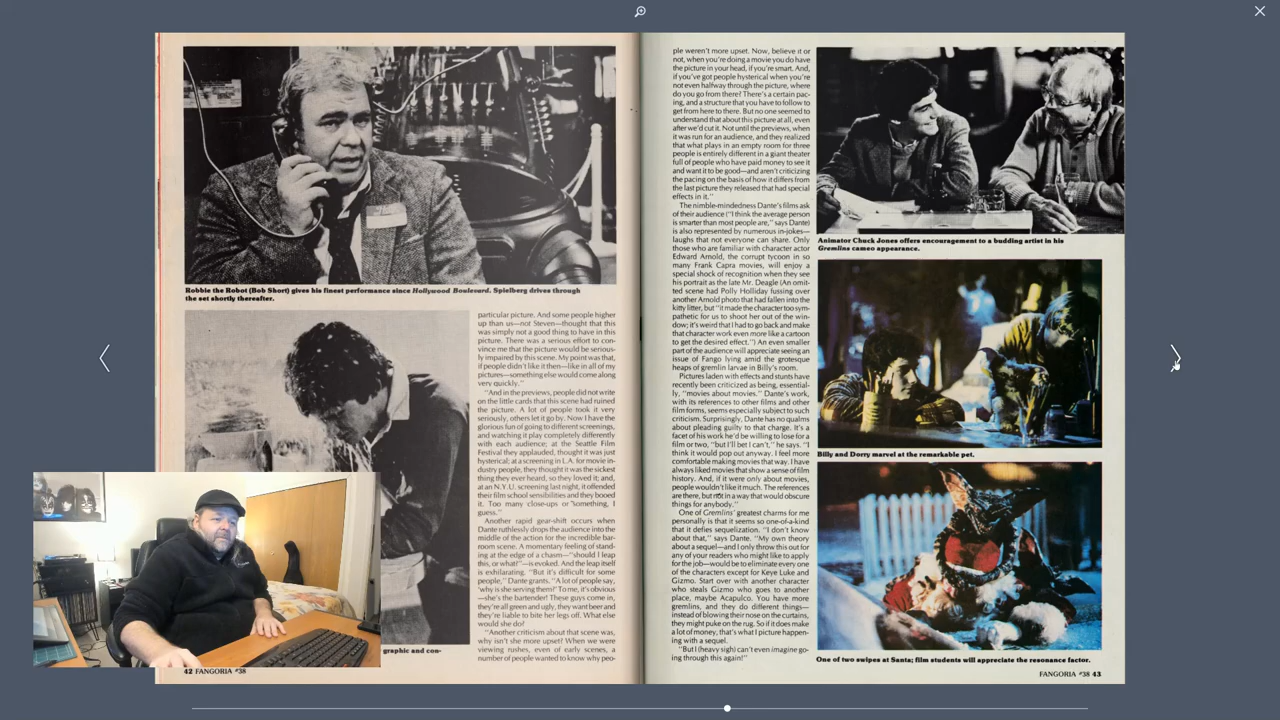 Robbie the Robot (Bob Short) gives his finest performance since Hollywood Boulevard. Spielberg drives through
the set shortly thereafter.
particular picture. And some people higher
up than us—not Steven—thought that this
was simply not a good thing to have in this
picture. There was a serious effort to con-
vince me that the picture would be serious-
ly impaired by this scene. My point was that,
if people didn't like it then—like in all of my
pictures—something else would come along
very quickly."
"And in the previews, people did not write
on the little cards that this scene had ruined
the picture. A lot of people took it very
seriously, others let it go by. Now I have the
glorious fun of going to different screenings,
and watching it play completely differently
with each audience; at the Seattle Film
Festival they applauded, thought it was just
hysterical; at a screening in L.A. for movie in-
dustry people, they thought it was the sickest
thing they ever heard, so they loved it; and,
at an N.Y.U. screening last night, it offended
their film school sensibilities and they booed
it. Too many close-ups or something, I
guess."
Another rapid gear-shift occurs when
Dante ruthlessly drops the audience into the
middle of the action for the incredible bar-
room scene. A momentary feeling of stand-
ing at the edge of a chasm—"should I leap
this, or what?"—is evoked. And the leap itself
is exhilarating. "But it's difficult for some
people," Dante grants. "A lot of people say,
'why is she serving them?' To me, it's obvious
—she's the bartender! These guys come in,
they're all green and ugly, they want beer and
they're liable to bite her legs off. What else
would she do?
"Another criticism about that scene was,
why isn't she more upset? When we were
viewing rushes, even of early scenes, a
number of people wanted to know why peo-
graphic and con-
42 FANGORIA #38
ple weren't more upset. Now, believe it or
not, when you're doing a movie you do have
the picture in your head, if you're smart. And,
if you've got people hysterical when you're
not even halfway through the picture, where
do you go from there? There's a certain pac-
ing, and a structure that you have to follow to
get from here to there. But no one seemed to
understand that about this picture at all, even
after we'd cut it. Not until the previews, when
it was run for an audience, and they realized
that what plays in an empty room for three
people is entirely different in a giant theater
full of people who have paid money to see it
and want it to be good—and aren't criticizing
the pacing on the basis of how it differs from
the last picture they released that had special
effects in it."
The nimble-mindedness Dante's films ask
of their audience ("I think the average person
is smarter than most people are," says Dante)
is also represented by numerous in-jokes—
laughs that not everyone can share. Only
those who are familiar with character actor
Edward Arnold, the corrupt tycoon in so
many Frank Capra movies, will enjoy a
special shock of recognition when they see
his portrait as the late Mr. Deagle (An omit-
ted scene had Polly Holliday fussing over
another Arnold photo that had fallen into the
kitty litter, but "it made the character too sym-
pathetic for us to shoot her out of the win-
dow; it's weird that I had to go back and make
that character work even more like a cartoon
to get the desired effect.") An even smaller
part of the audience will appreciate seeing an
issue of Fango lying amid the grotesque
heaps of gremlin larvae in Billy's room.
Pictures laden with effects and stunts have
recently been criticized as being, essential-
ly, "movies about movies." Dante's work,
with its references to other films and other
film forms, seems especially subject to such
criticism. Surprisingly, Dante has no qualms
about pleading guilty to that charge. It's a
facet of his work he'd be willing to lose for a
film or two, "but I'll bet I can't," he says. "I
think it would pop out anyway. I feel more
comfortable making movies that way. I have
always liked movies that show a sense of film
history. And, if it were only about movies,
people wouldn't like it much. The references
are there, but not in a way that would obscure
things for anybody."
One of Gremlins' greatest charms for me
personally is that it seems so one-of-a-kind
that it defies sequelization. "I don't know
about that," says Dante. "My own theory
about a sequel—and I only throw this out for
any of your readers who might like to apply
for the job—would be to eliminate every one
of the characters except for Keye Luke and
Gizmo. Start over with another character
who steals Gizmo who goes to another
place, maybe Acapulco. You have more
gremlins, and they do different things—
instead of blowing their nose on the curtains,
they might puke on the rug. So if it does make
a lot of money, that's what I picture happen-
ing with a sequel.
"But I (heavy sigh) can't even imagine go-
ing through this again!"
Animator Chuck Jones offers encouragement to a budding artist in his
Gremlins cameo appearance.
Billy and Dorry marvel at the remarkable pet.
One of two swipes at Santa; film students will appreciate the resonance factor.
FANGORIA #38 43